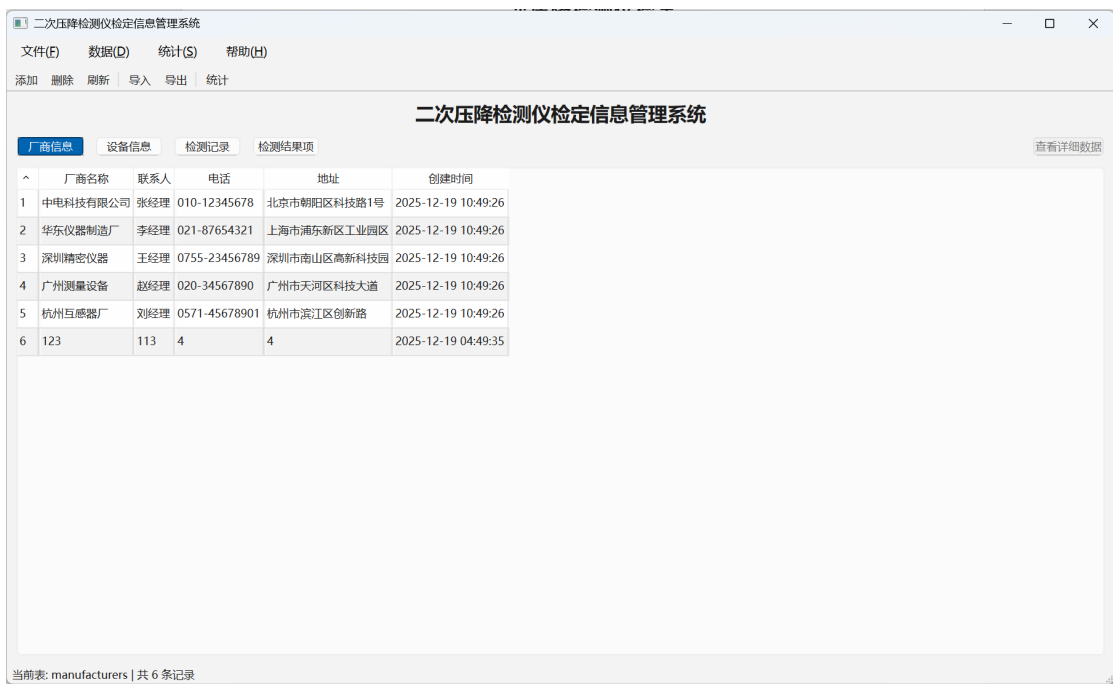 二次压降检测仪检定信息管理系统
文件(F) 数据(D) 统计(S) 帮助(H)
添加 删除 刷新 导入 导出 统计
二次压降检测仪检定信息管理系统
厂商信息 设备信息 检测记录 检测结果项 查看详细数据
厂商名称 联系人 电话 地址 创建时间
1 中电科技有限公司 张经理 010-12345678 北京市朝阳区科技路1号 2025-12-19 10:49:26
2 华东仪器制造厂 李经理 021-87654321 上海市浦东新区工业园区 2025-12-19 10:49:26
3 深圳精密仪器 王经理 0755-23456789 深圳市南山区高新科技园 2025-12-19 10:49:26
4 广州测量设备 赵经理 020-34567890 广州市天河区科技大道 2025-12-19 10:49:26
5 杭州互感器厂 刘经理 0571-45678901 杭州市滨江区创新路 2025-12-19 10:49:26
6 123 113 4 4 2025-12-19 04:49:35
当前表: manufacturers | 共 6 条记录